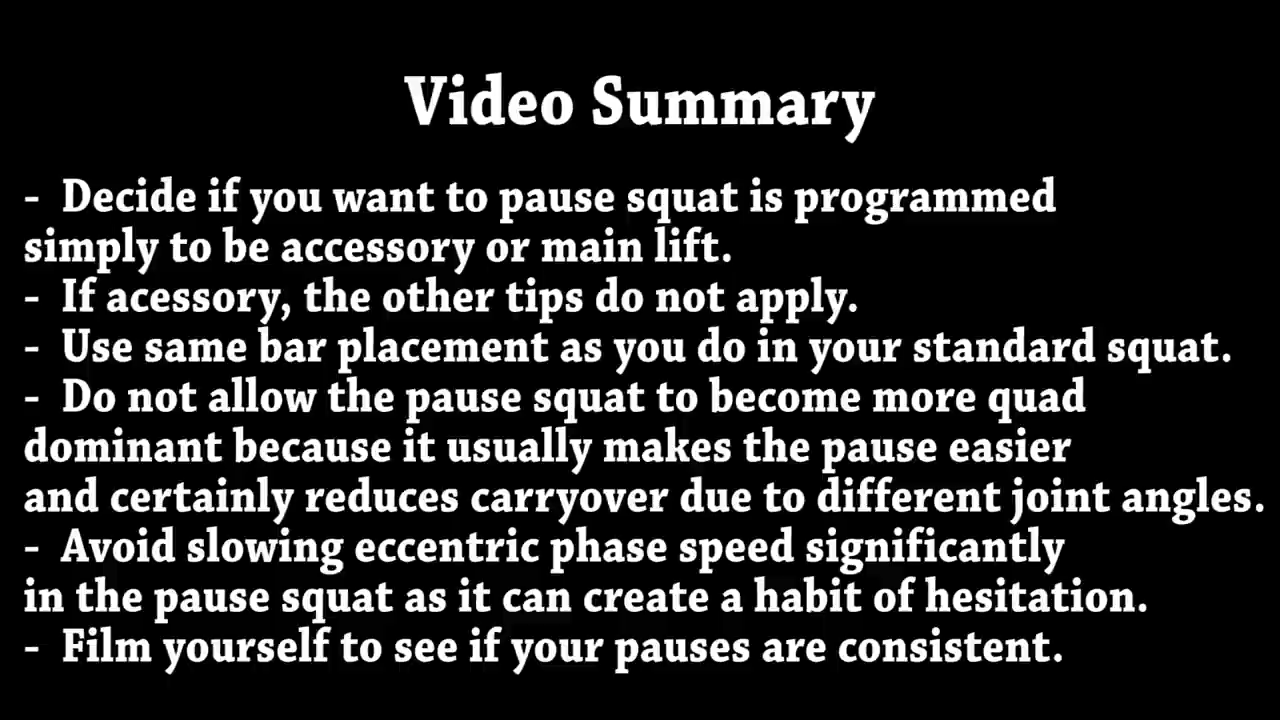 Video Summary
- Decide if you want to pause squat is programmed
simply to be accessory or main lift.
- If acessory, the other tips do not apply.
- Use same bar placement as you do in your standard squat.
- Do not allow the pause squat to become more quad
dominant because it usually makes the pause easier
and certainly reduces carryover due to different joint angles.
- Avoid slowing eccentric phase speed significantly
in the pause squat as it can create a habit of hesitation.
- Film yourself to see if your pauses are consistent.